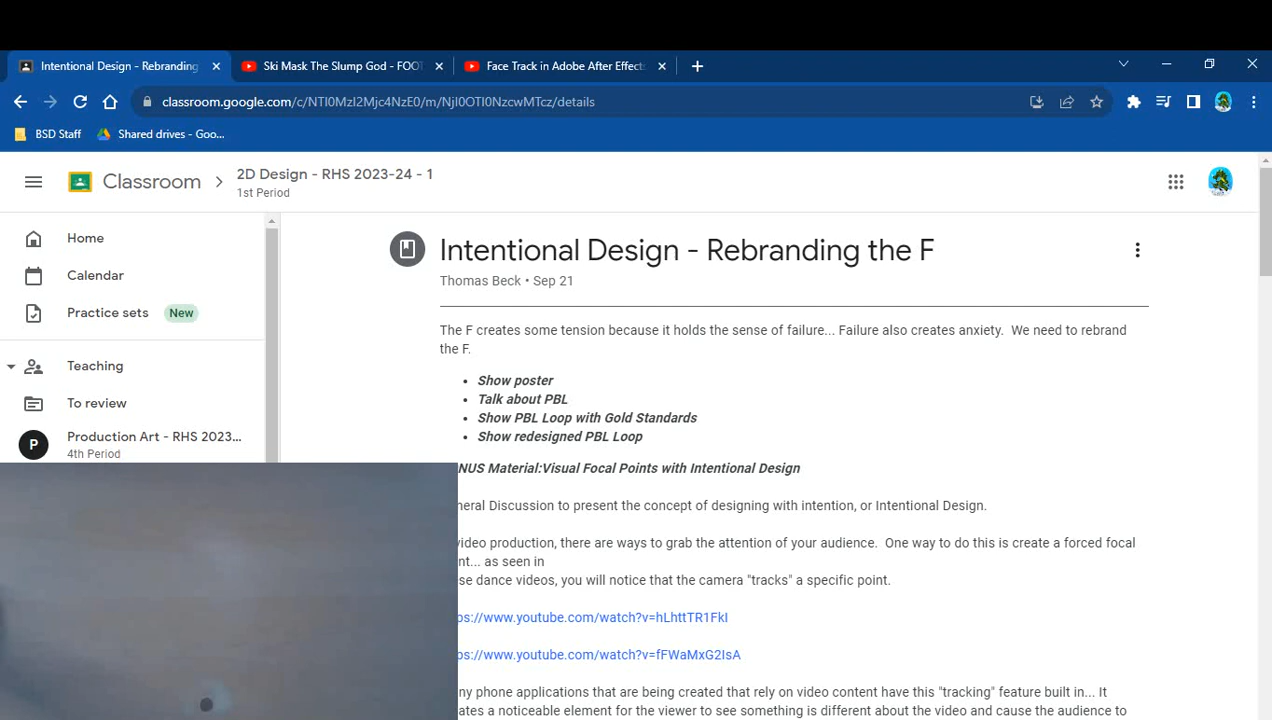 Intentional Design - Rebranding
Ski Mask The Slump God - FOO
Face Track in Adobe After Effect
classroom.google.com/c/NTI0MzI2Mjc4NzE0/m/NjI0OTI0NzcwMTcz/details
BSD Staff
Shared drives - Goo...
Classroom
2D Design - RHS 2023-24 - 1
1st Period
Home
Calendar
Practice sets New
Teaching
To review
P
Production Art - RHS 2023...
4th Period
Intentional Design - Rebranding the F
Thomas Beck • Sep 21
The F creates some tension because it holds the sense of failure... Failure also creates anxiety. We need to rebrand
the F.
• Show poster
• Talk about PBL
• Show PBL Loop with Gold Standards
• Show redesigned PBL Loop
NUS Material:Visual Focal Points with Intentional Design
neral Discussion to present the concept of designing with intention, or Intentional Design.
video production, there are ways to grab the attention of your audience. One way to do this is create a forced focal
nt... as seen in
se dance videos, you will notice that the camera "tracks" a specific point.
ps://www.youtube.com/watch?v=hLhttTR1FkI
ps://www.youtube.com/watch?v=fFWaMxG2IsA
ny phone applications that are being created that rely on video content have this "tracking" feature built in... It
ates a noticeable element for the viewer to see something is different about the video and cause the audience to